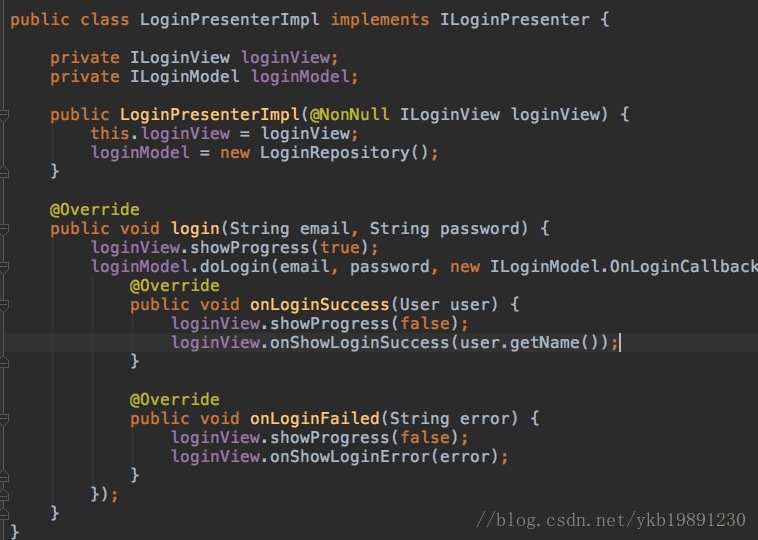 public class LoginPresenterImpl implements ILoginPresenter {
private ILoginView loginView;
private ILoginModel loginModel;
public LoginPresenterImpl(@NonNull ILoginView loginView) {
this.loginView = loginView;
loginModel = new LoginRepository();
}
@Override
public void login(String email, String password) {
loginView.showProgress(true);
loginModel.doLogin(email, password, new ILoginModel.OnLoginCallback
@Override
public void onLoginSuccess(User user) {
loginView.showProgress(false);
loginView.onShowLoginSuccess(user.getName());
}
@Override
public void onLoginFailed(String error) {
loginView.showProgress(false);
loginView.onShowLoginError(error);
}
});
}
}
//blog.csdn.net/ykb19891230